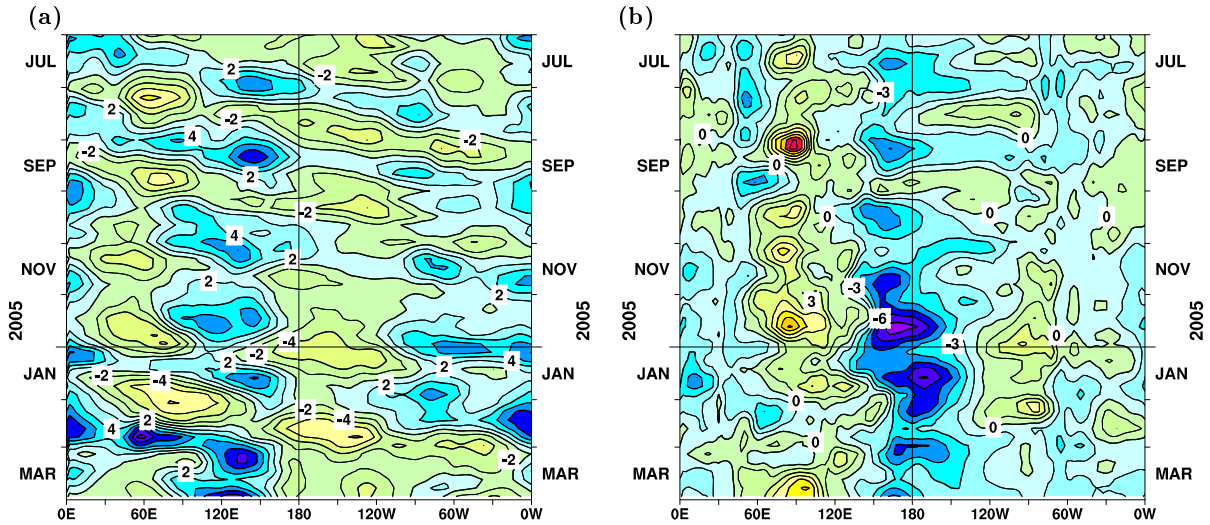 (a) (b)
JUL JUL JUL JUL
2 -2 -3
2 2
-2 0 0
4 -2
SEP -2 SEP SEP 0 SEP
2
-2 0 0 0
4
NOV 2 NOV NOV NOV
2 2 -3 3
2005 2005 2005 -6 2005
-4 -3 0
-2 2 2 4
JAN -2 -4 2 JAN JAN JAN
-2 -4 0
4 2 0 0
MAR 2 -2 MAR MAR MAR
0E 60E 120E 180 120W 60W 0W 0E 60E 120E 180 120W 60W 0W